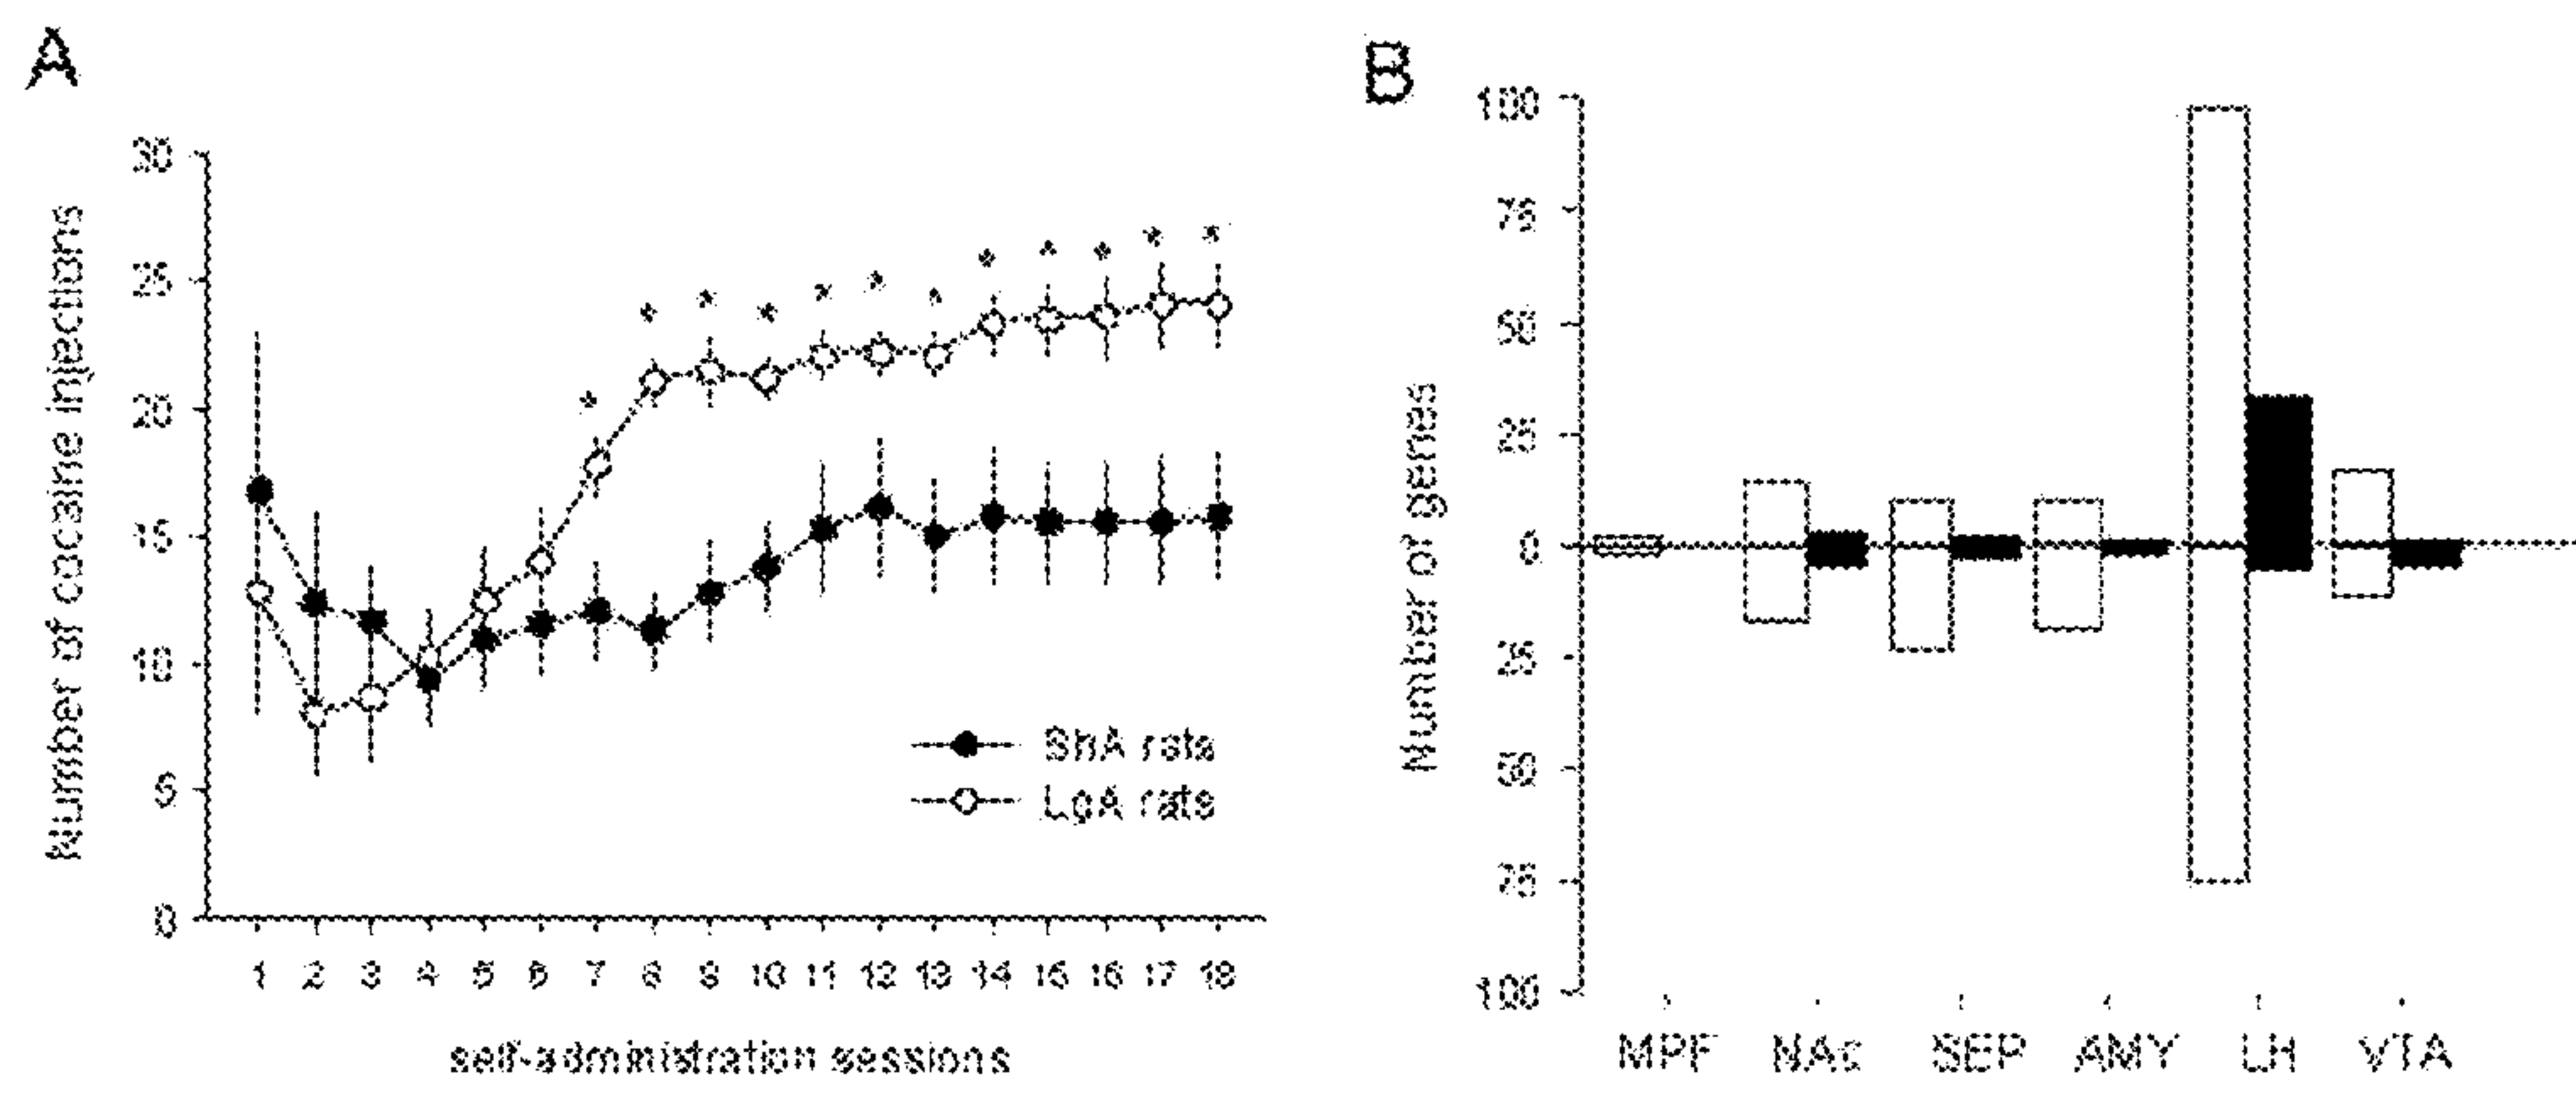 A
Number of cocaine injections
30
25
20
15
10
5
0
1 2 3 4 5 6 7 8 9 10 11 12 13 14 15 16 17 18
self-administration sessions
* * * * * * * * * * * *
ShA rats
LgA rats
B
Number of genes
100
75
50
25
0
25
50
75
100
MPF NAc SEP AMY LH VTA